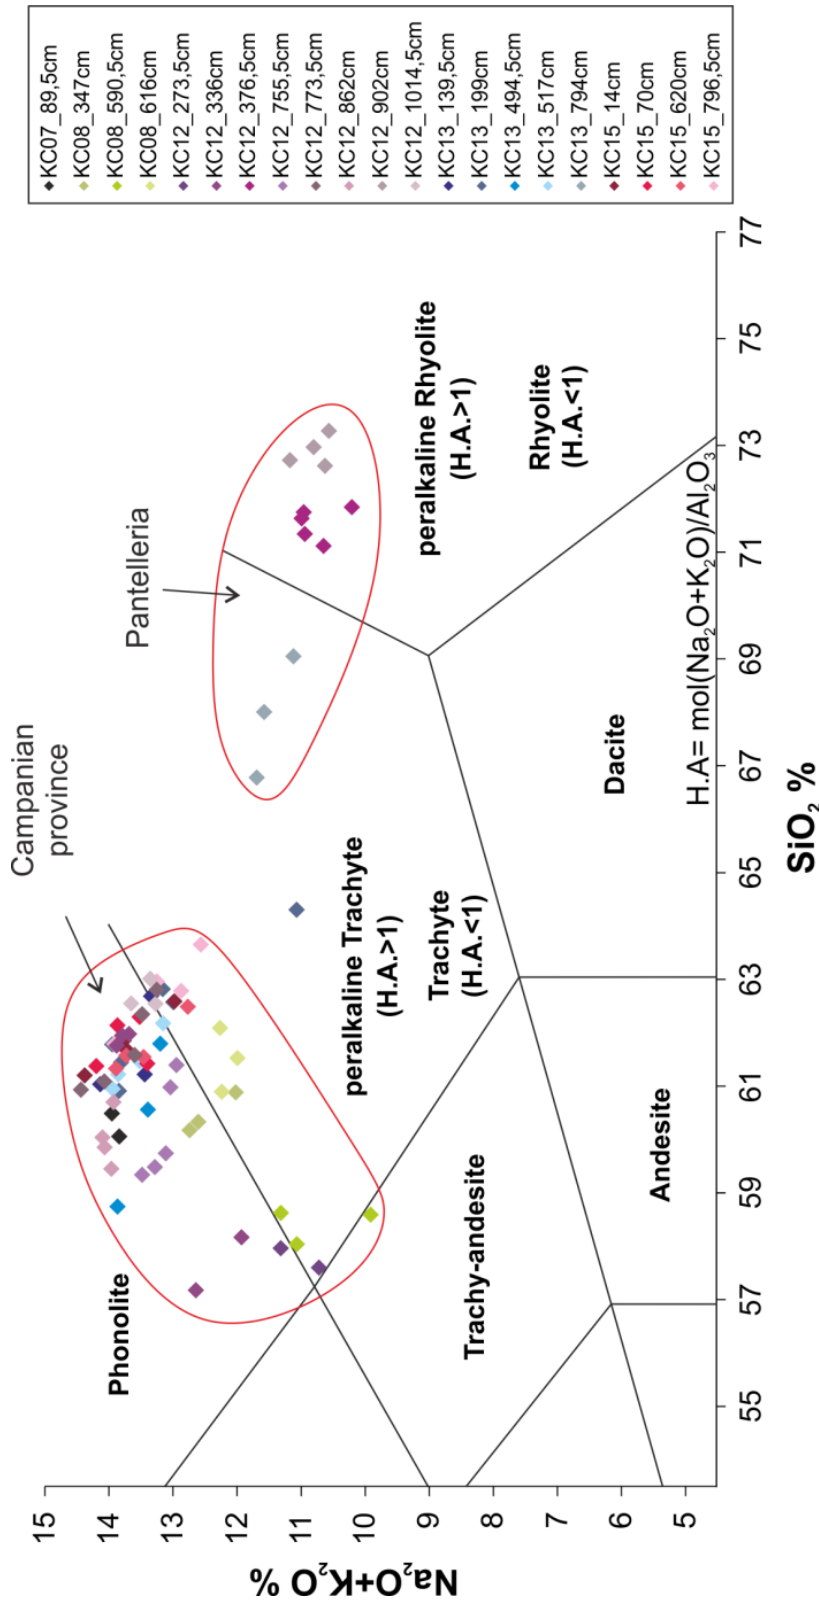 KC07_89,5cm
KC08_347cm
KC08_590,5cm
KC08_616cm
KC12_273,5cm
KC12_336cm
KC12_376,5cm
KC12_755,5cm
KC12_773,5cm
KC12_862cm
KC12_902cm
KC12_1014,5cm
KC13_139,5cm
KC13_199cm
KC13_494,5cm
KC13_517cm
KC13_794cm
KC15_14cm
KC15_70cm
KC15_620cm
KC15_796,5cm
Campanian
province
Pantelleria
Phonolite
peralkaline Trachyte
(H.A.>1)
Trachyte
(H.A.<1)
peralkaline Rhyolite
(H.A.>1)
Rhyolite
(H.A.<1)
Trachy-andesite
Andesite
Dacite
H.A= mol(Na₂O+K₂O)/Al₂O₃
15
14
13
12
11
10
9
8
7
6
5
Na₂O+K₂O %
55
57
59
61
63
65
67
69
71
73
75
77
SiO₂ %